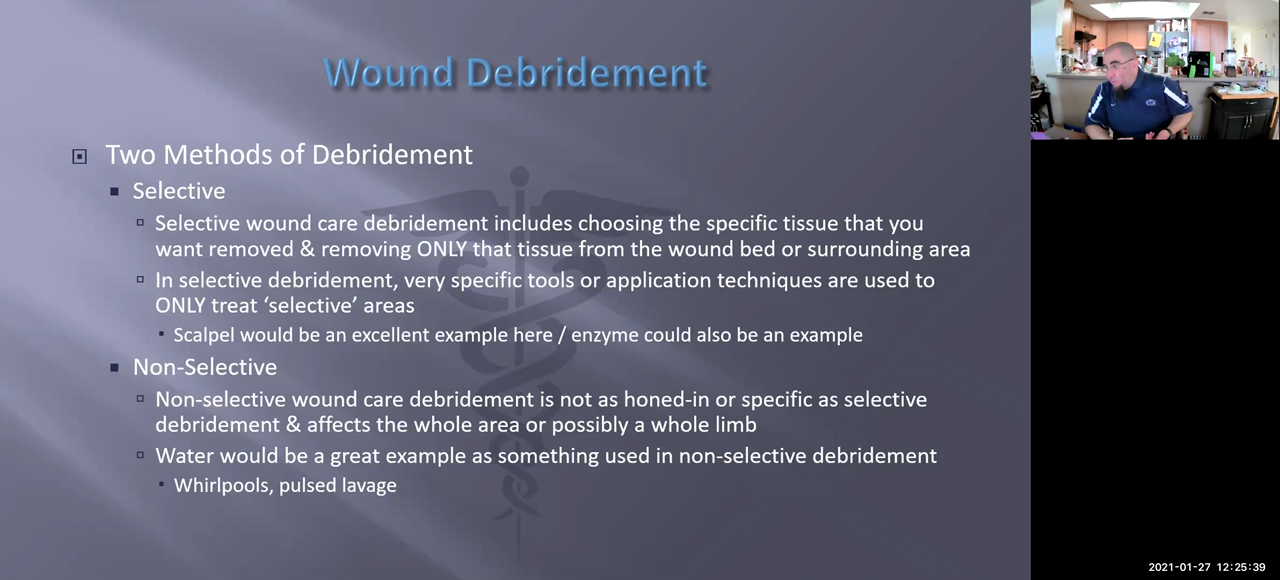 Wound Debridement
Two Methods of Debridement
Selective
Selective wound care debridement includes choosing the specific tissue that you
want removed & removing ONLY that tissue from the wound bed or surrounding area
In selective debridement, very specific tools or application techniques are used to
ONLY treat ‘selective’ areas
Scalpel would be an excellent example here / enzyme could also be an example
Non-Selective
Non-selective wound care debridement is not as honed-in or specific as selective
debridement & affects the whole area or possibly a whole limb
Water would be a great example as something used in non-selective debridement
Whirlpools, pulsed lavage
2021-01-27 12:25:39